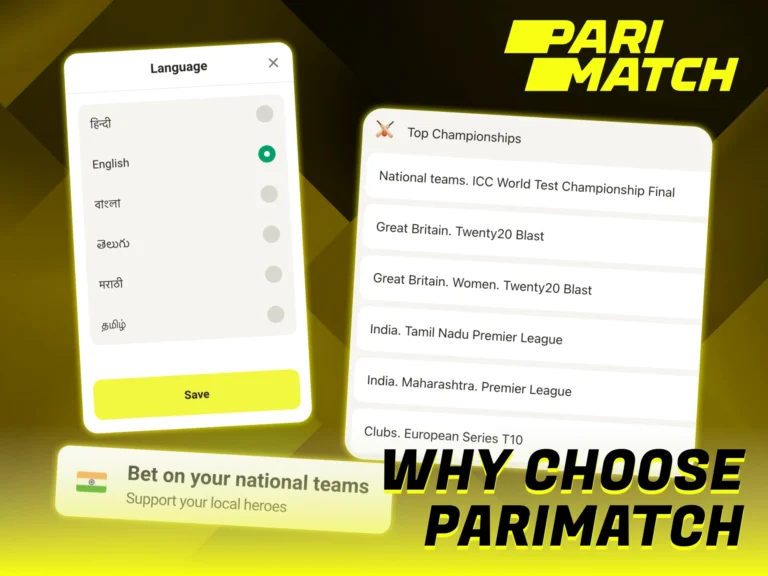 PARI
MATCH
Language
हिन्दी
English
বাংলা
తెలుగు
मराठी
தமிழ்
Save
Top Championships
National teams. ICC World Test Championship Final
Great Britain. Twenty20 Blast
Great Britain. Women. Twenty20 Blast
India. Tamil Nadu Premier League
India. Maharashtra. Premier League
Clubs. European Series T10
Bet on your national teams
Support your local heroes
WHY CHOOSE
PARIMATCH